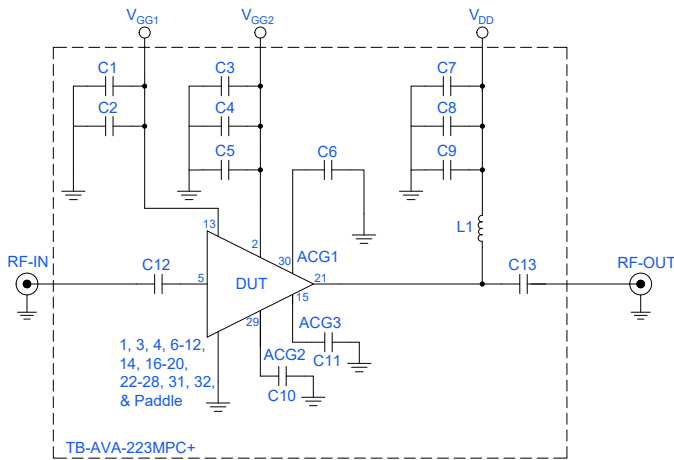 VGG1 VGG2 VDD
C1 C3 C7
C2 C4 C8
C5 C6 C9
L1
13 2 30 ACG1
RF-IN C12 5 DUT 21 C13 RF-OUT
15
29 ACG3
ACG2 C11
C10
1, 3, 4, 6-12,
14, 16-20,
22-28, 31, 32,
& Paddle
TB-AVA-223MPC+